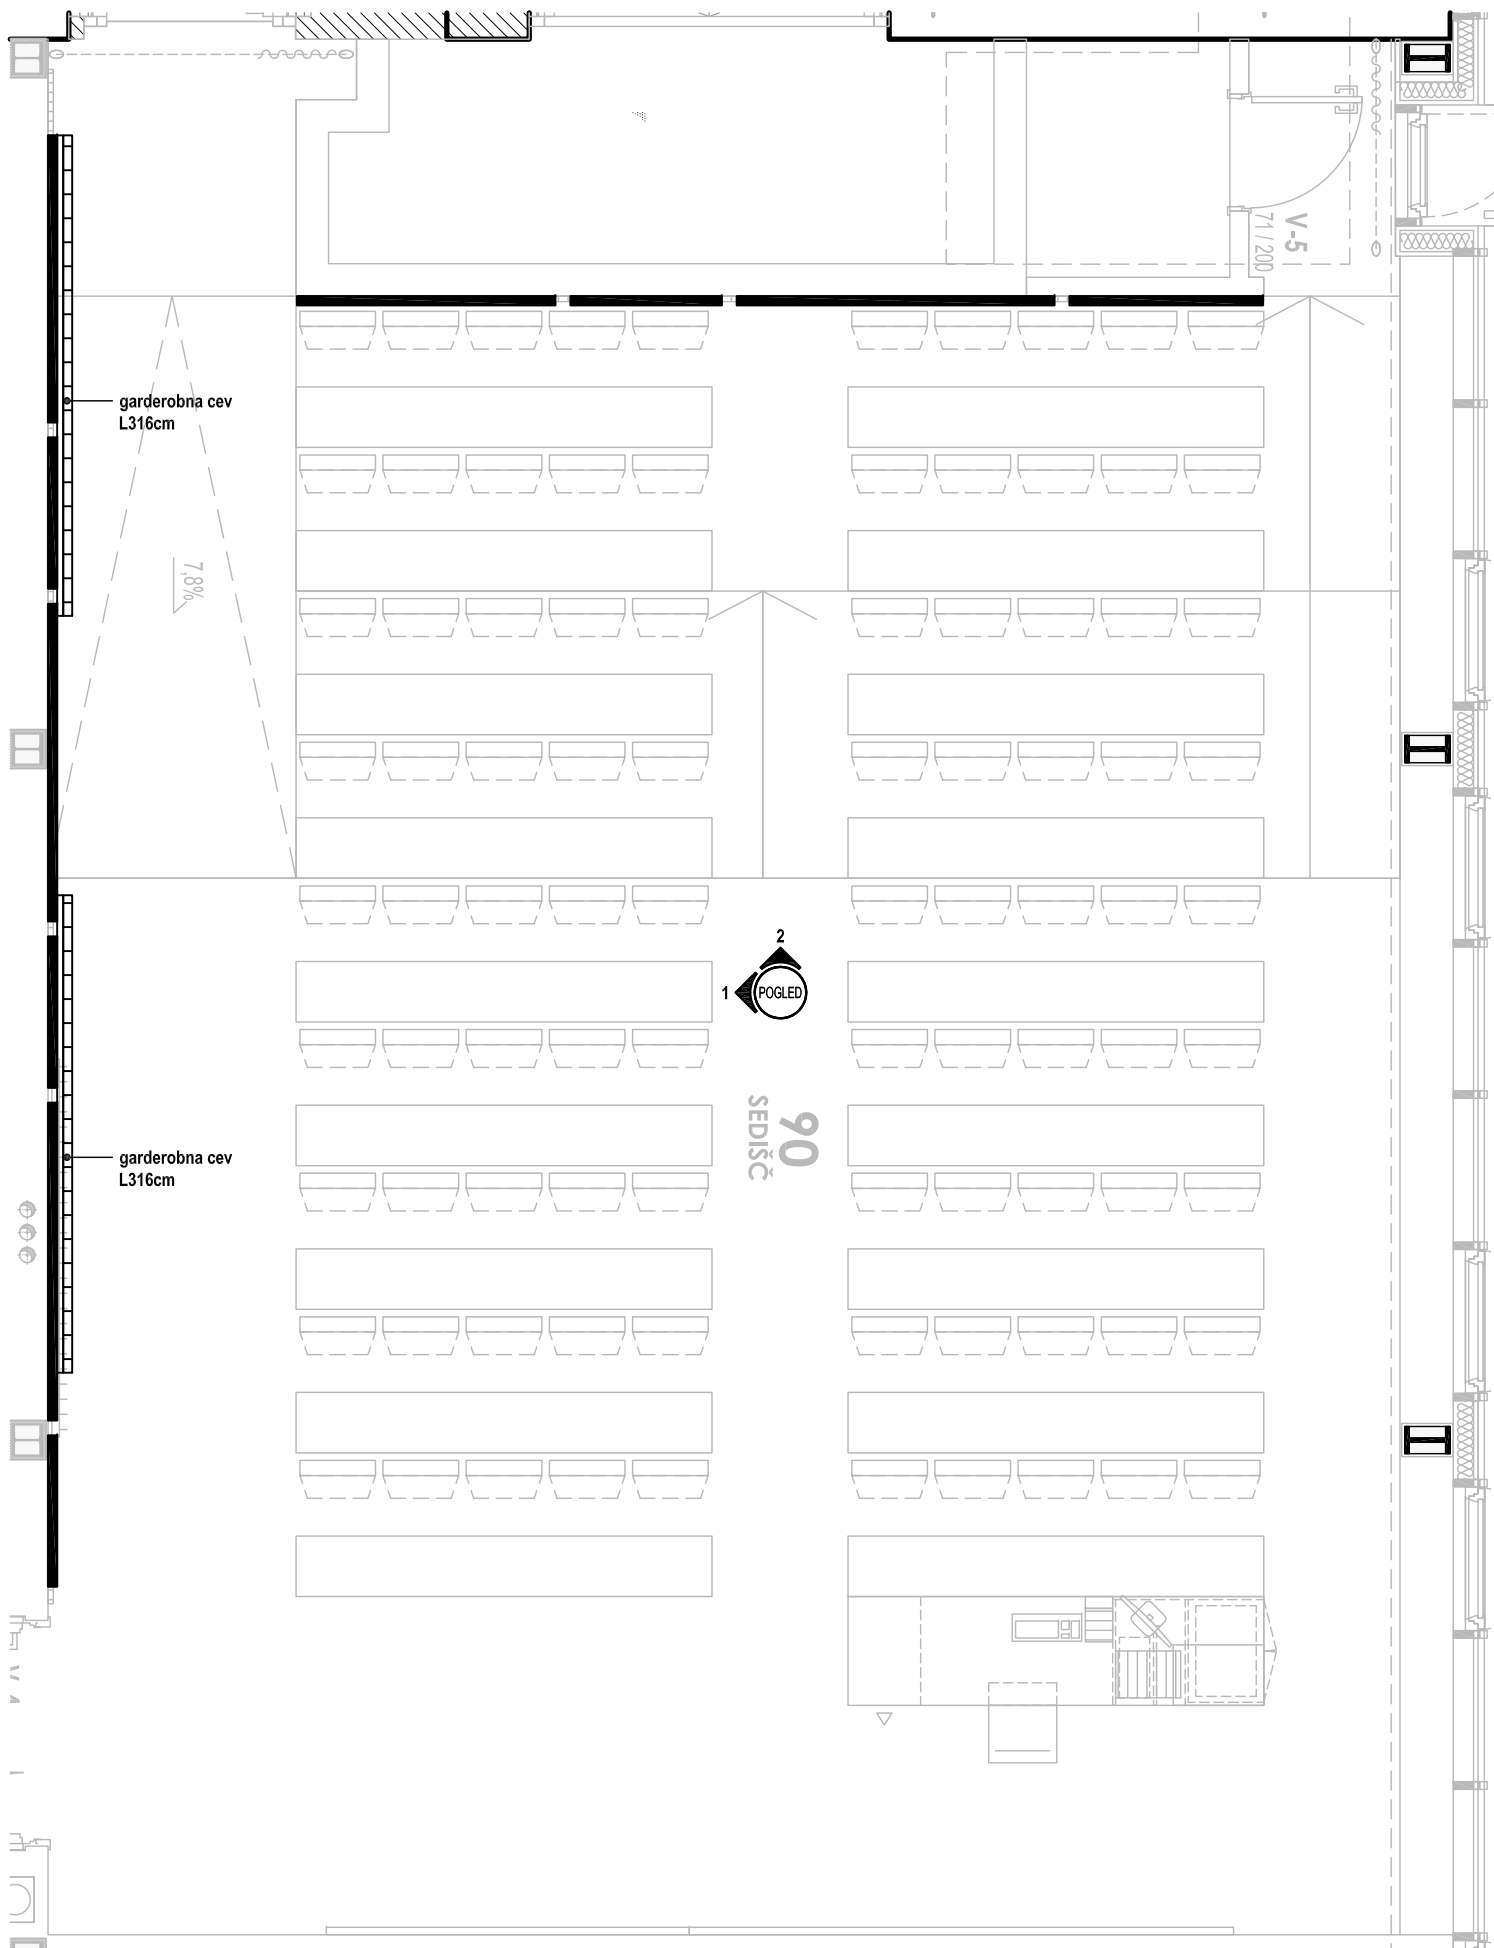 V-5
71 / 200
garderobna cev
L316cm
7,8%
2
1
POGLED
90
SEDIŠČ
garderobna cev
L316cm